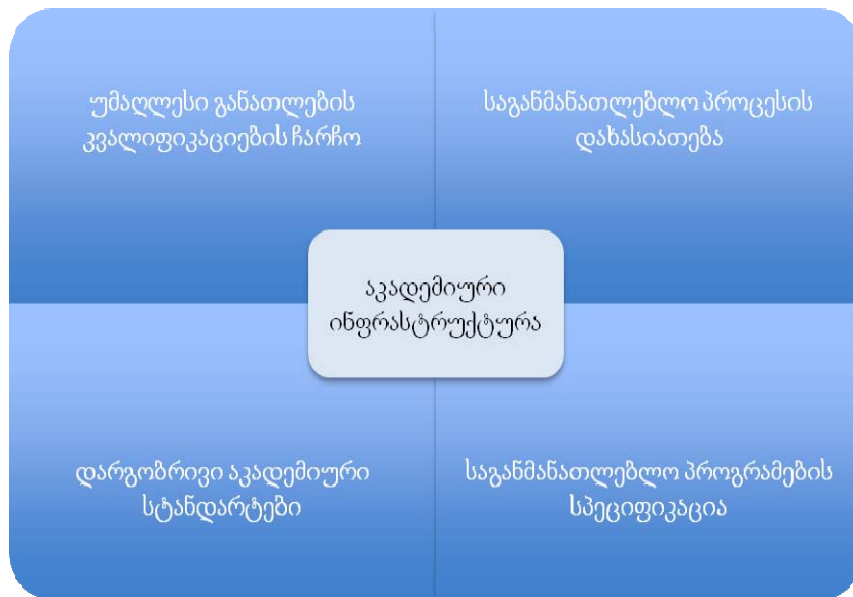 უმაღლესი განათლების
კვალიფიკაციების ჩარჩო
საგანმანათლებლო პროცესის
დახასიათება
აკადემიური
ინფრასტრუქტურა
დარგობრივი აკადემიური
სტანდარტები
საგანმანათლებლო პროგრამების
სპეციფიკაცია